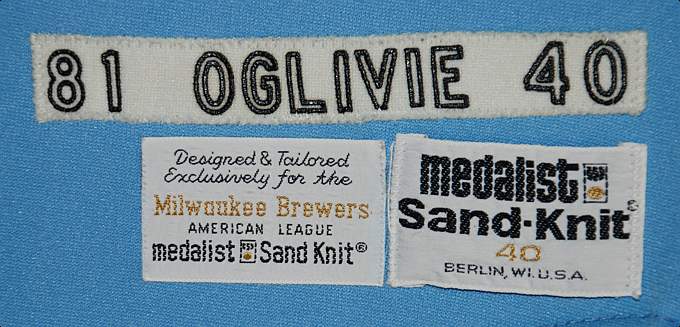 81 OGLIVIE 40
Designed & Tailored
Exclusively for the
Milwaukee Brewers
AMERICAN LEAGUE
medalist Sand Knit®
medalist
Sand-Knit®
40
BERLIN, WI. U.S.A.